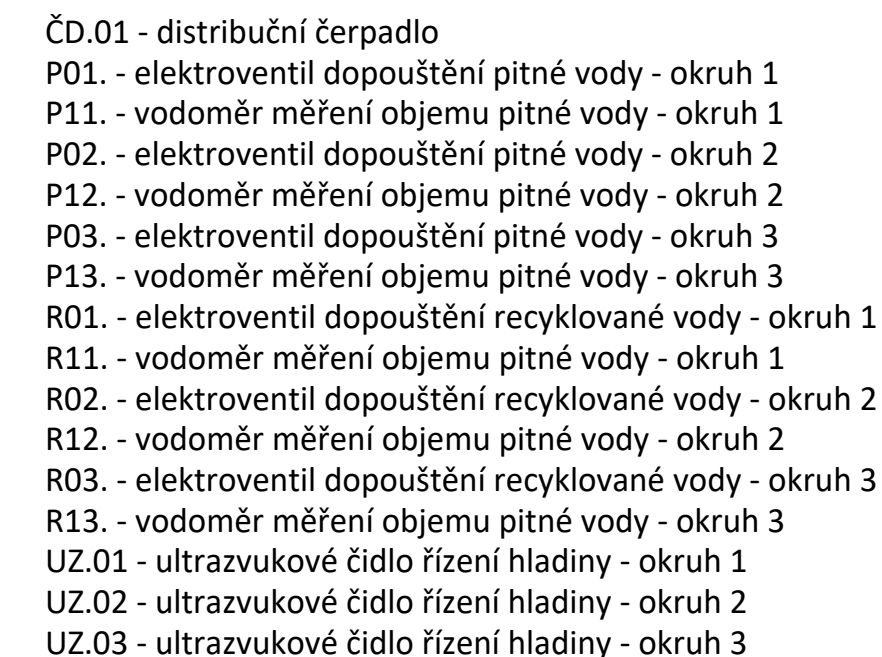 ČD.01 - distribuční čerpadlo
P01. - elektroventil dopouštění pitné vody - okruh 1
P11. - vodoměr měření objemu pitné vody - okruh 1
P02. - elektroventil dopouštění pitné vody - okruh 2
P12. - vodoměr měření objemu pitné vody - okruh 2
P03. - elektroventil dopouštění pitné vody - okruh 3
P13. - vodoměr měření objemu pitné vody - okruh 3
R01. - elektroventil dopouštění recyklované vody - okruh 1
R11. - vodoměr měření objemu pitné vody - okruh 1
R02. - elektroventil dopouštění recyklované vody - okruh 2
R12. - vodoměr měření objemu pitné vody - okruh 2
R03. - elektroventil dopouštění recyklované vody - okruh 3
R13. - vodoměr měření objemu pitné vody - okruh 3
UZ.01 - ultrazvukové čidlo řízení hladiny - okruh 1
UZ.02 - ultrazvukové čidlo řízení hladiny - okruh 2
UZ.03 - ultrazvukové čidlo řízení hladiny - okruh 3